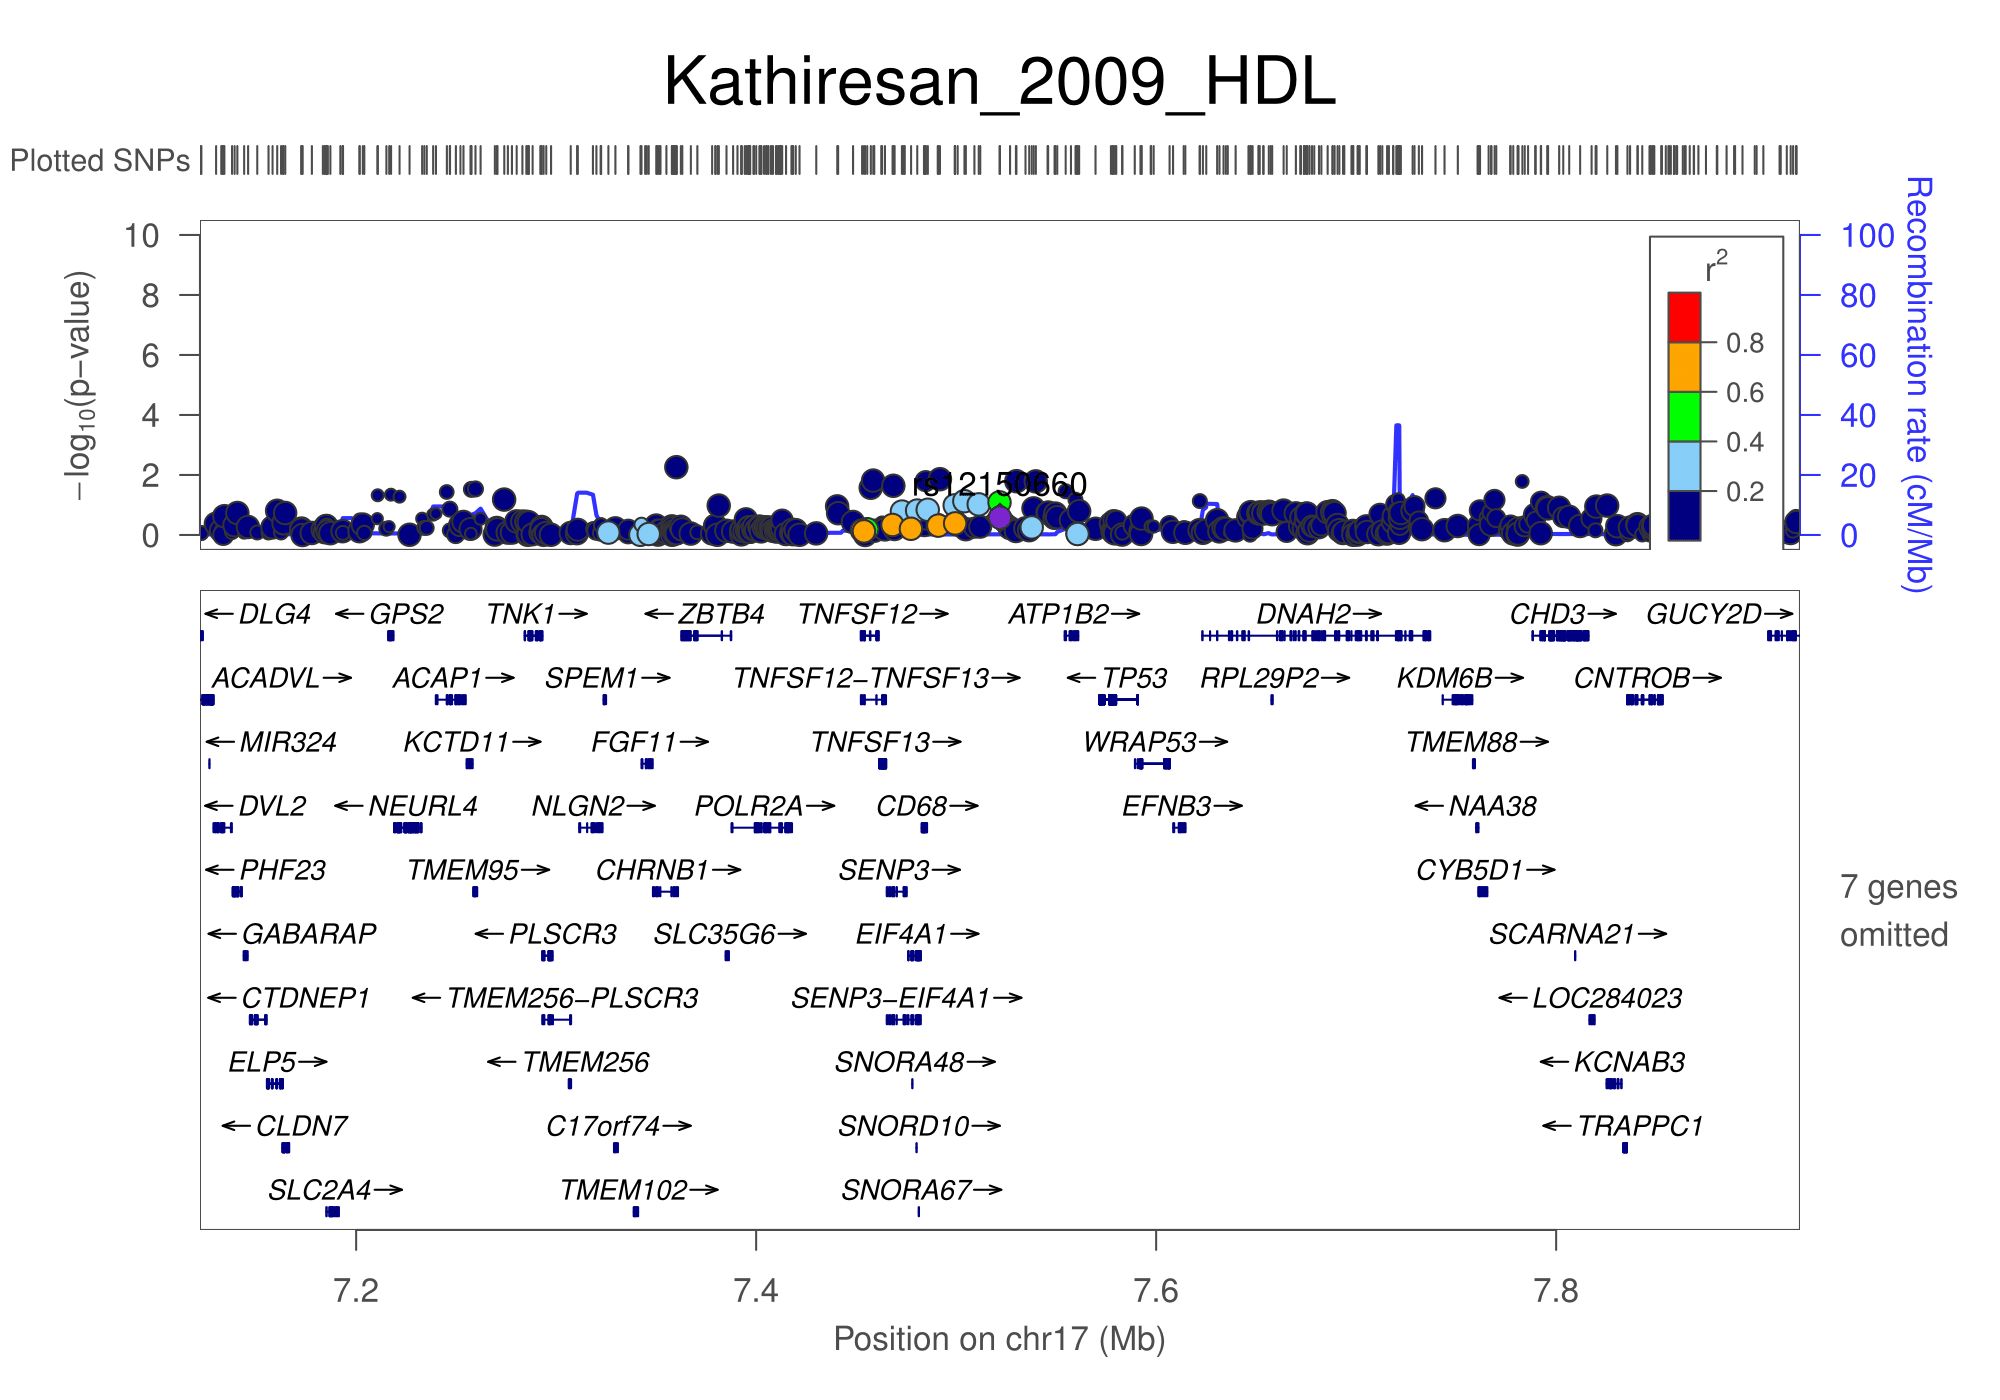 Kathiresan_2009_HDL
Plotted SNPs
10
8
6
4
2
0
−log10(p−value)
100
80
60
40
20
0
Recombination rate (cM/Mb)
r2
0.8
0.6
0.4
0.2
rs12150660
DLG4 GPS2 TNK1 ZBTB4 TNFSF12 ATP1B2 DNAH2 CHD3 GUCY2D
ACADVL ACAP1 SPEM1 TNFSF12−TNFSF13 TP53 RPL29P2 KDM6B CNTROB
MIR324 KCTD11 FGF11 TNFSF13 WRAP53 TMEM88
DVL2 NEURL4 NLGN2 POLR2A CD68 EFNB3 NAA38
PHF23 TMEM95 CHRNB1 SENP3 CYB5D1
GABARAP PLSCR3 SLC35G6 EIF4A1 SCARNA21
CTDNEP1 TMEM256−PLSCR3 SENP3−EIF4A1 LOC284023
ELP5 TMEM256 SNORA48 KCNAB3
CLDN7 C17orf74 SNORD10 TRAPPC1
SLC2A4 TMEM102 SNORA67
7 genes
omitted
7.2 7.4 7.6 7.8
Position on chr17 (Mb)